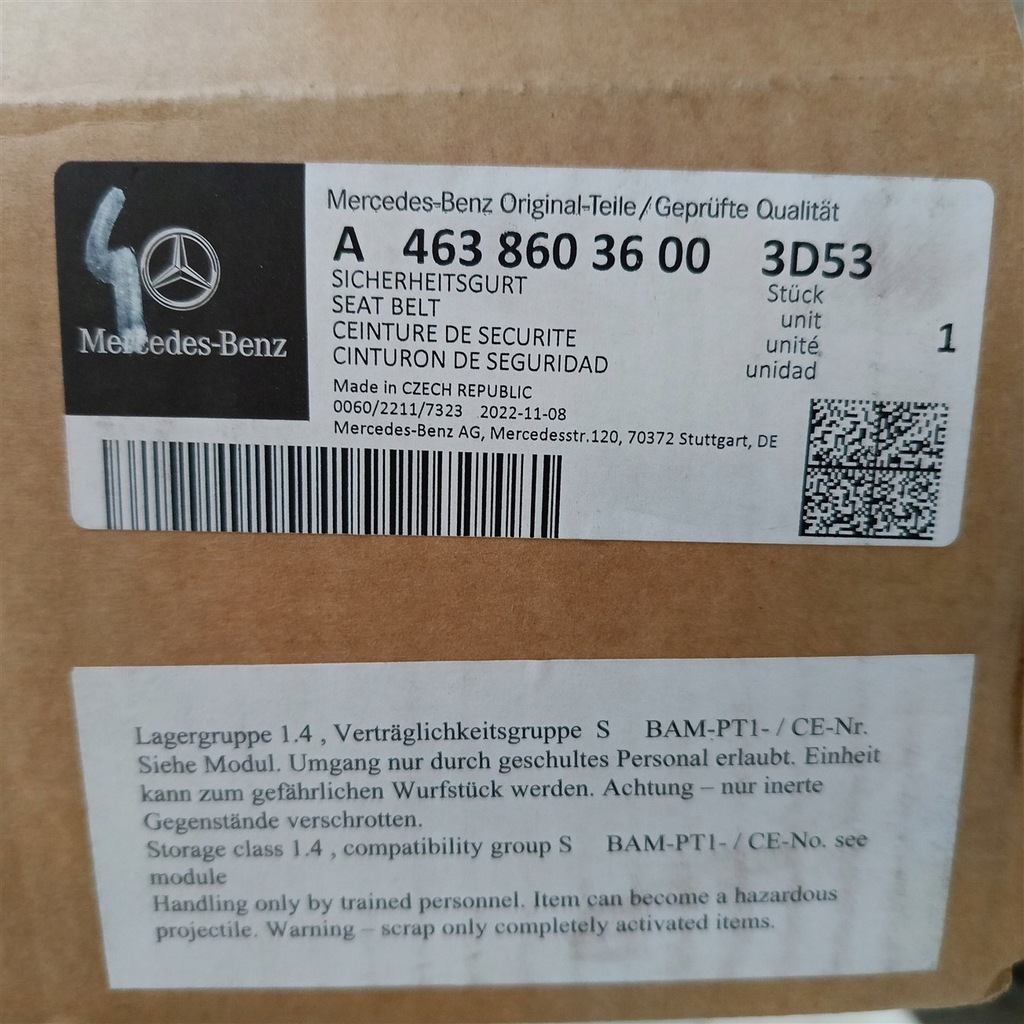 Mercedes-Benz
Mercedes-Benz Original-Teile/Geprüfte Qualität
A 463 860 36 00 3D53
SICHERHEITSGURT
SEAT BELT
CEINTURE DE SECURITE
CINTURON DE SEGURIDAD
Stück
unit
unité
unidad
1
Made in CZECH REPUBLIC
0060/2211/7323 2022-11-08
Mercedes-Benz AG, Mercedesstr.120, 70372 Stuttgart, DE
Lagergruppe 1.4 , Verträglichkeitsgruppe S BAM-PT1- / CE-Nr.
Siehe Modul. Umgang nur durch geschultes Personal erlaubt. Einheit
kann zum gefährlichen Wurfstück werden. Achtung – nur inerte
Gegenstände verschrotten.
Storage class 1.4 , compatibility group S BAM-PT1- / CE-No. see
module
Handling only by trained personnel. Item can become a hazardous
projectile. Warning – scrap only completely activated items.